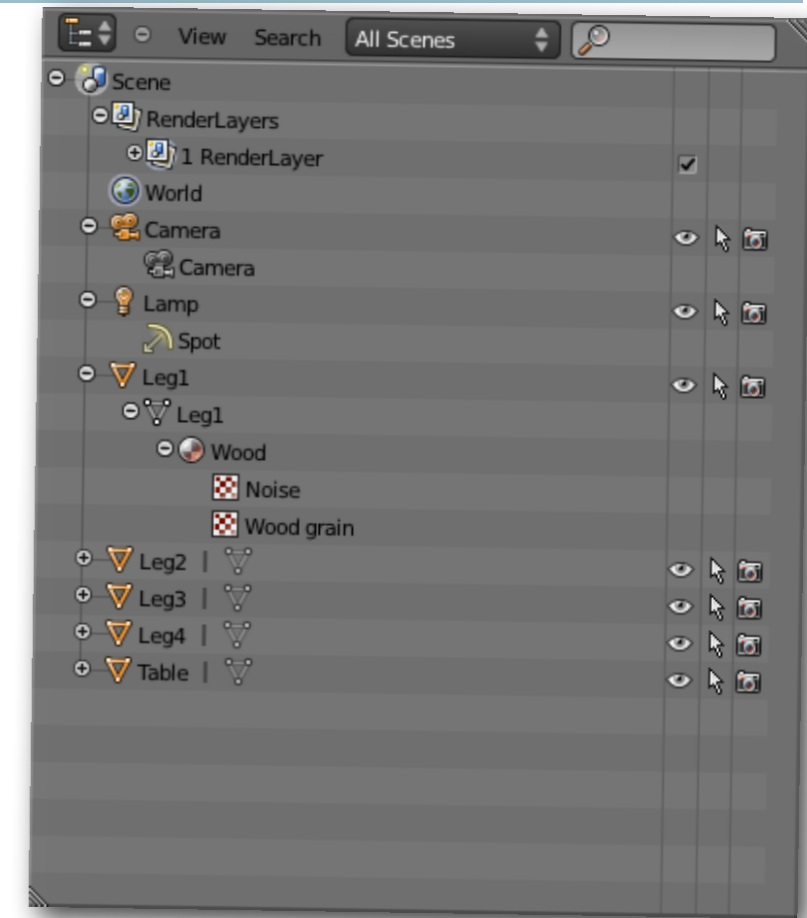 View Search All Scenes
Scene
RenderLayers
1 RenderLayer
World
Camera
Camera
Lamp
Spot
Leg1
Leg1
Wood
Noise
Wood grain
Leg2 |
Leg3 |
Leg4 |
Table |